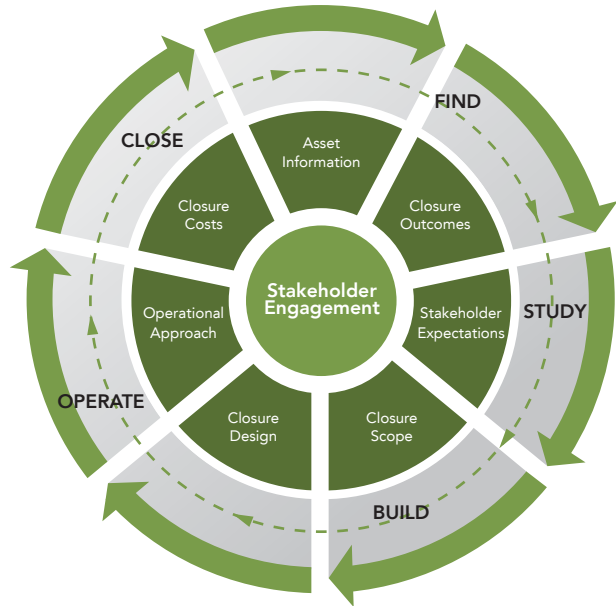 FIND
CLOSE
Asset
Information
Closure
Costs
Closure
Outcomes
Stakeholder
Engagement
Operational
Approach
Stakeholder
Expectations
STUDY
OPERATE
Closure
Design
Closure
Scope
BUILD